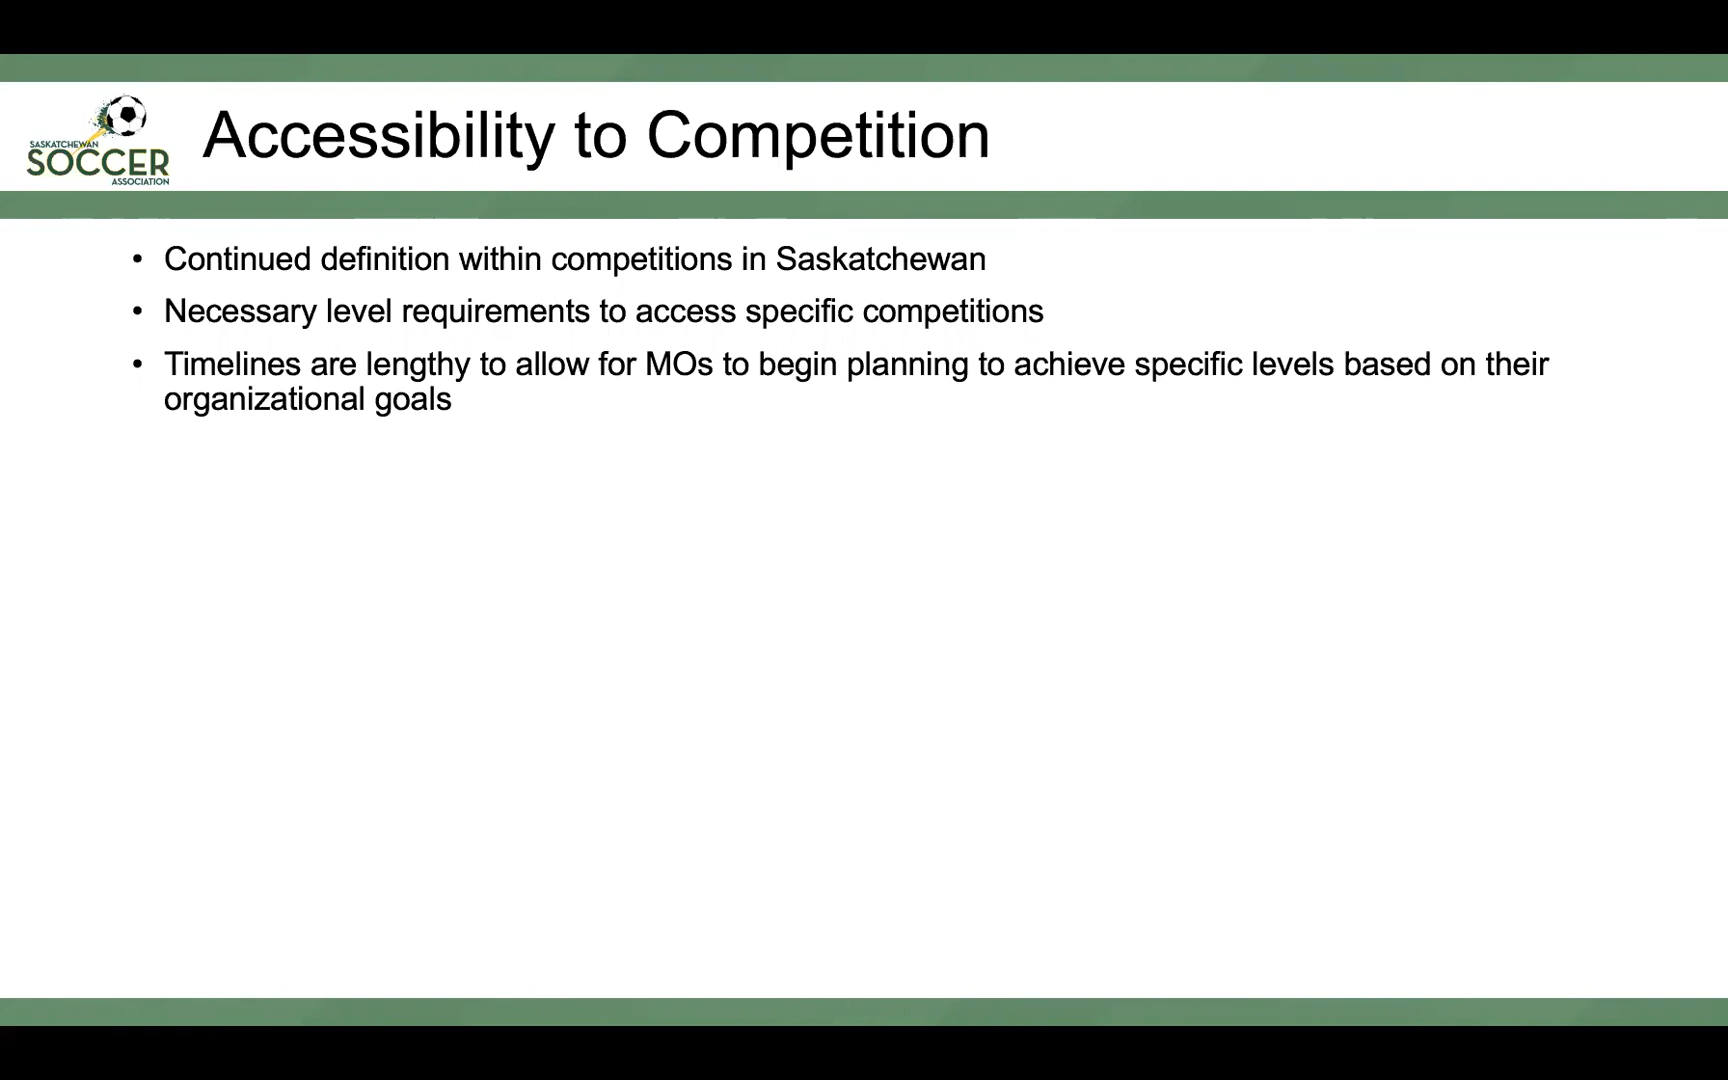 SASKATCHEWAN
SOCCER
ASSOCIATION
Accessibility to Competition
• Continued definition within competitions in Saskatchewan
• Necessary level requirements to access specific competitions
• Timelines are lengthy to allow for MOs to begin planning to achieve specific levels based on their
organizational goals